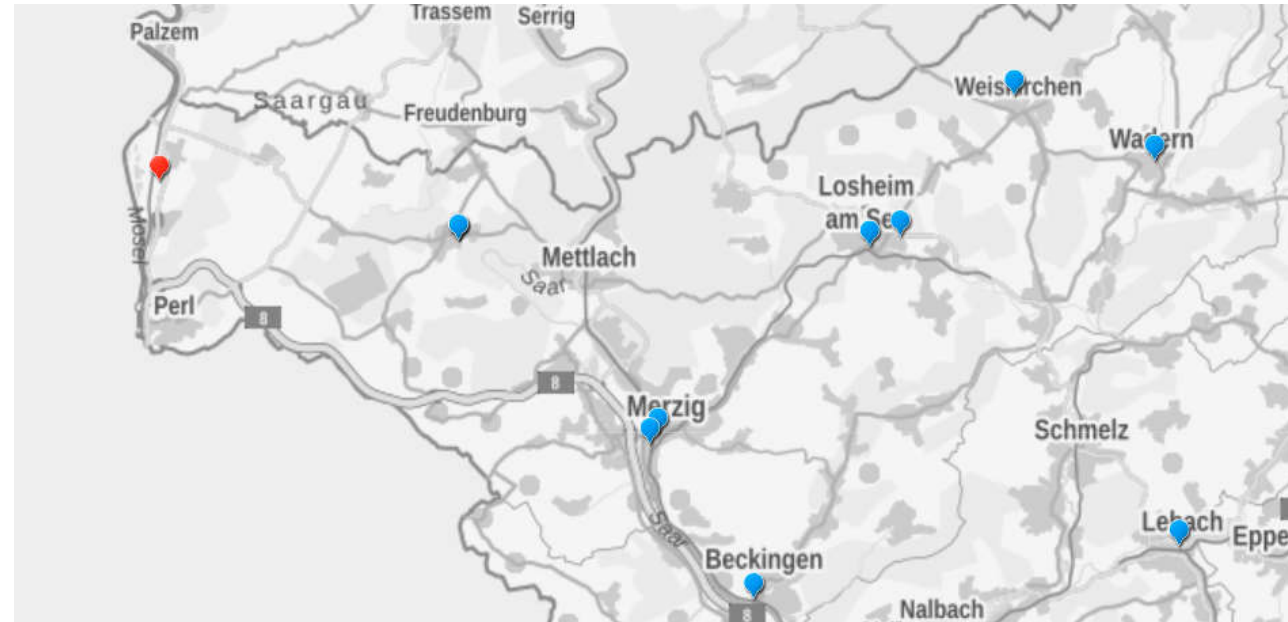 Trassem
Serrig
Palzem
Saargau
Freudenburg
Weiskirchen
Wadern
Losheim
am See
Mosel
Mettlach
Saar
Perl
8
8
Merzig
Schmelz
Saar
Lebach
Eppe
Beckingen
8
Nalbach